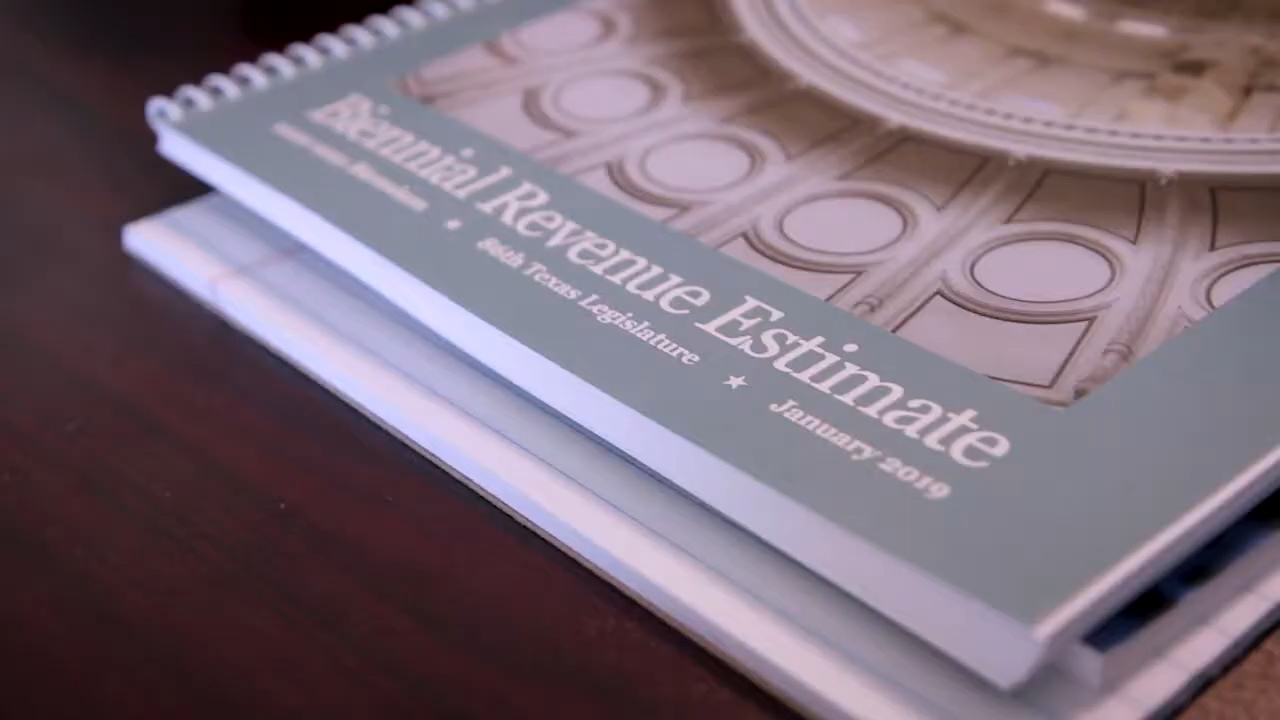 Biennial Revenue Estimate
86th Texas Legislature ★ January 2019